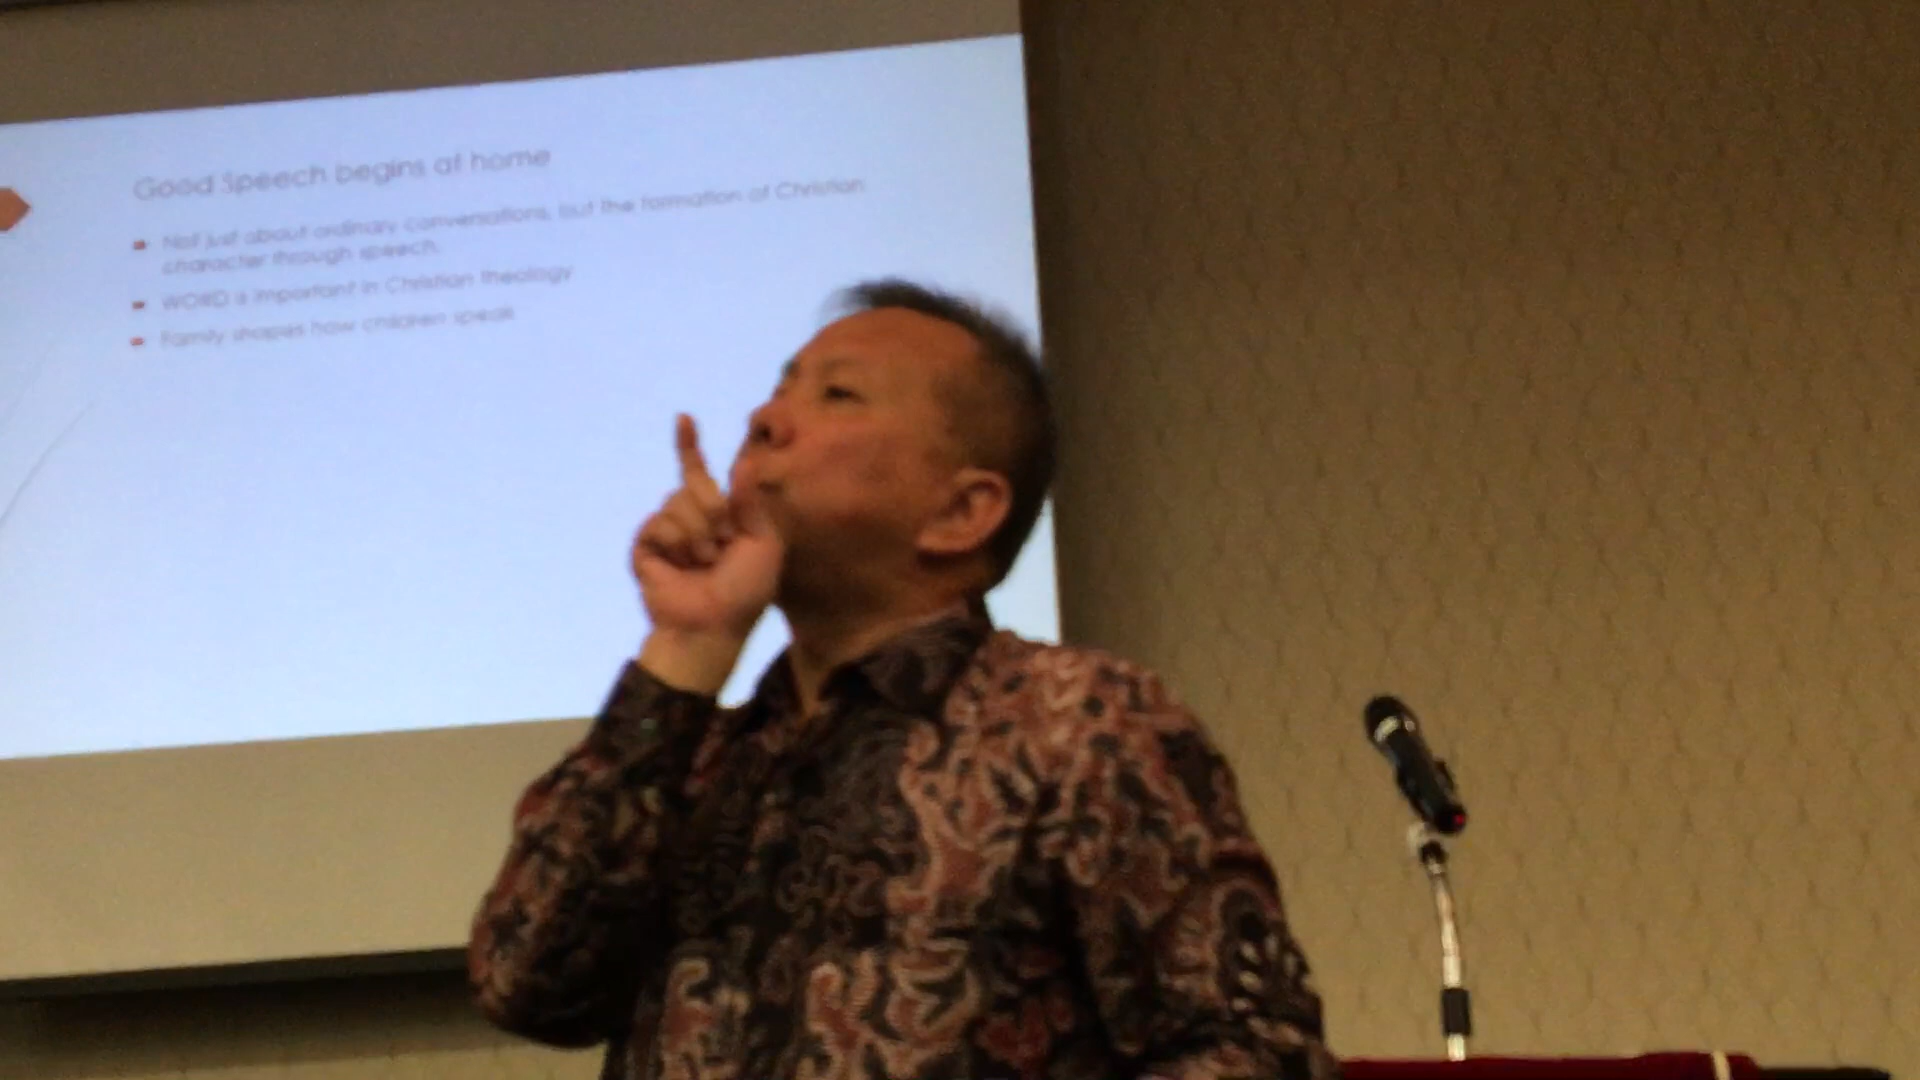 Good Speech begins at home
Not just about ordinary conversations, but the formation of Christian
character through speech.
WORD is important in Christian theology
Family shapes how children speak